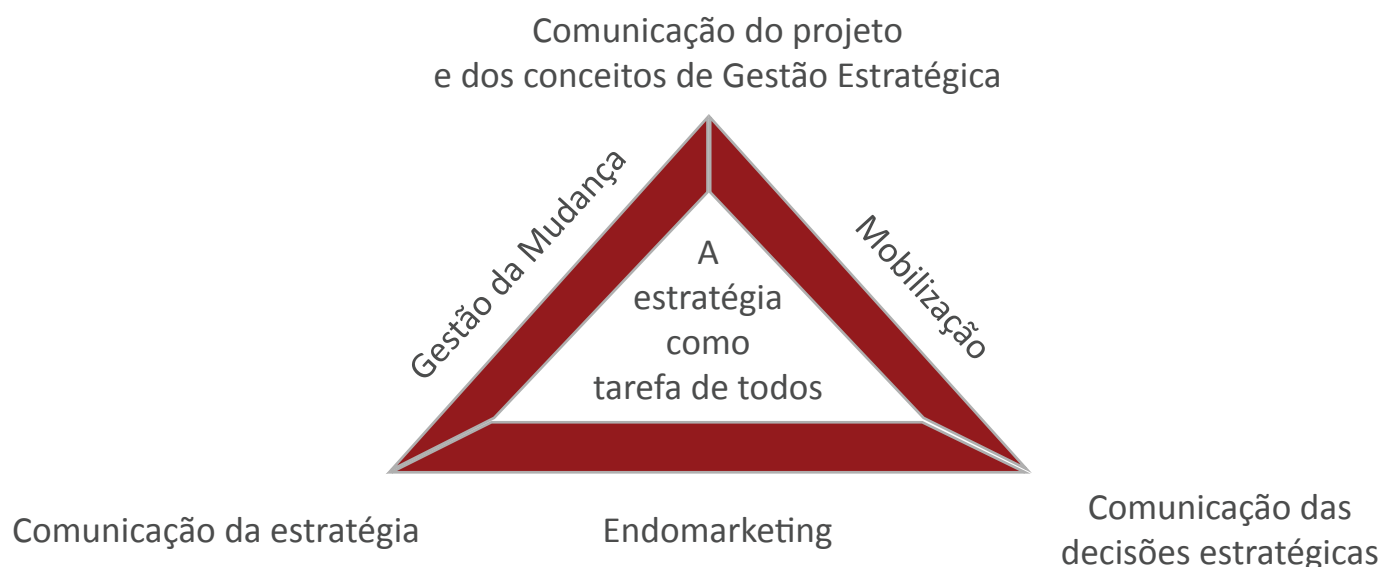 Comunicação do projeto
e dos conceitos de Gestão Estratégica
Gestão da Mudança
Mobilização
A
estratégia
como
tarefa de todos
Comunicação da estratégia
Endomarketing
Comunicação das
decisões estratégicas